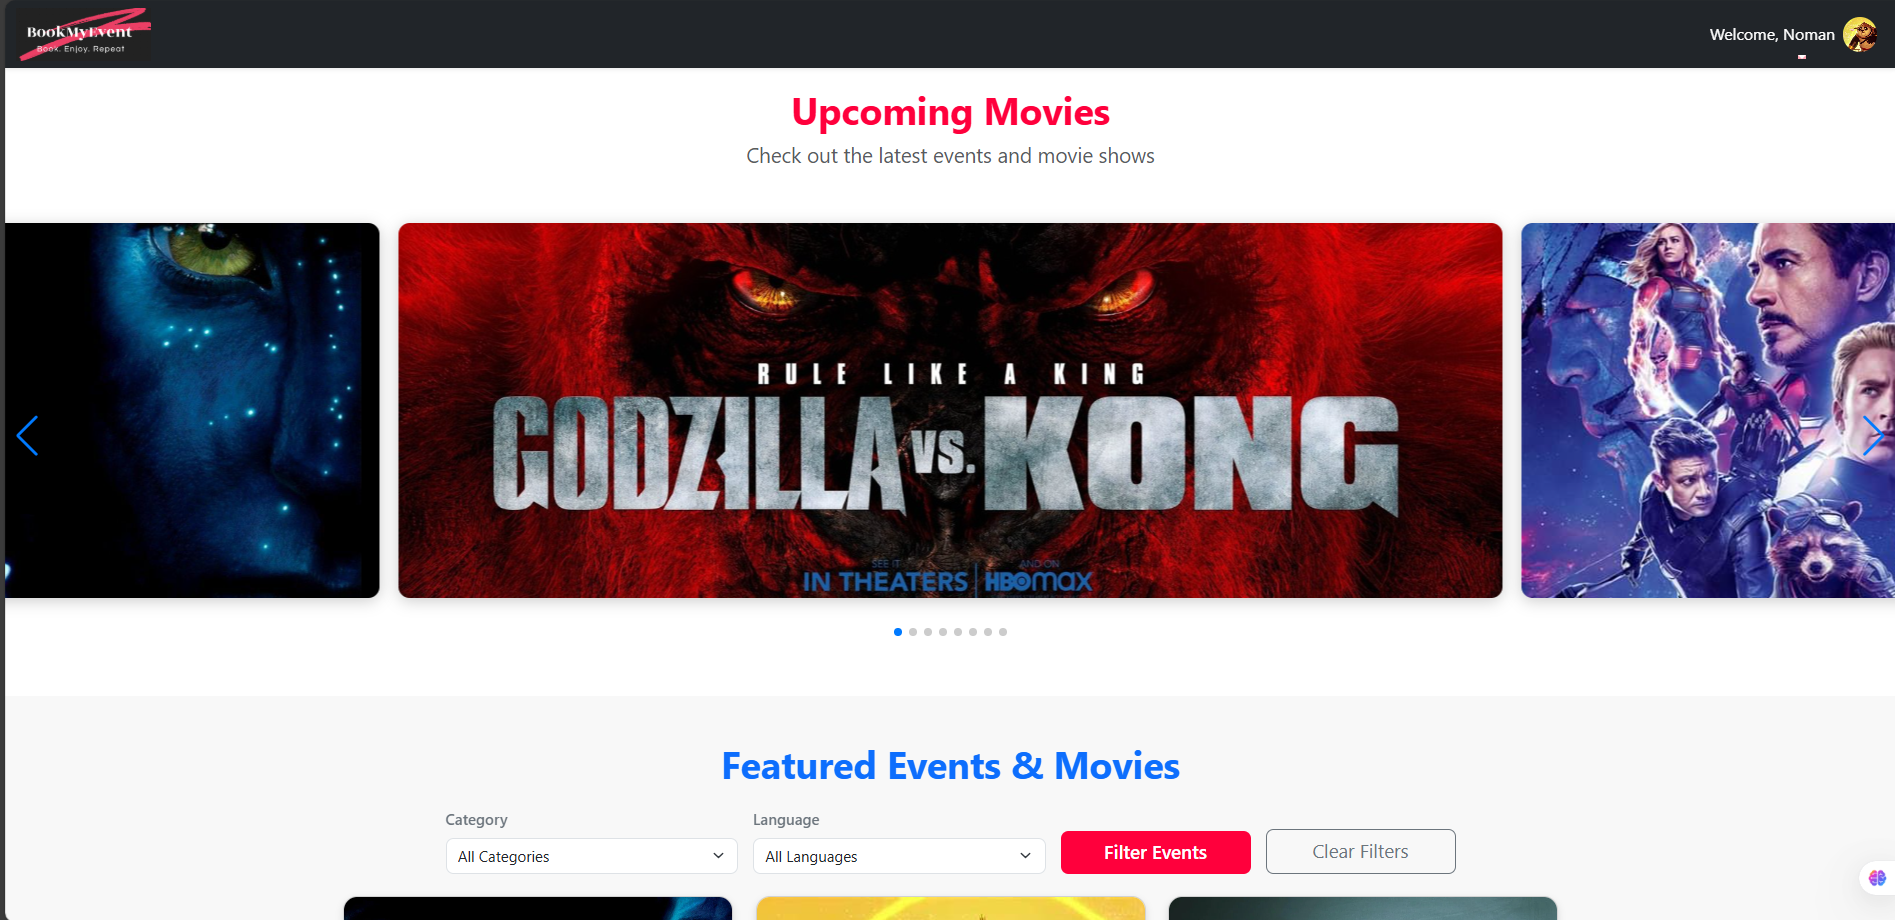 BookMyEvent
Book. Enjoy. Repeat
Welcome, Noman
Upcoming Movies
Check out the latest events and movie shows
RULE LIKE A KING
GODZILLA VS. KONG
SEE IT AND ON
IN THEATERS HBOMAX
Featured Events & Movies
Category
Language
All Categories
All Languages
Filter Events
Clear Filters